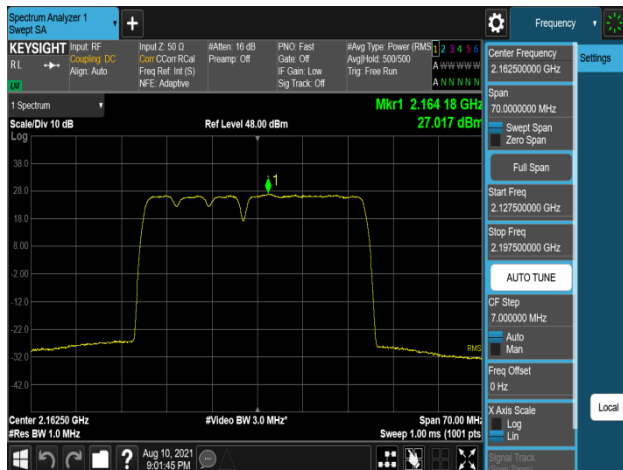 Spectrum Analyzer 1
Swept SA
+
Frequency
KEYSIGHT
Input: RF
Input Z: 50 Ω
#Atten: 16 dB
PNO: Fast
#Avg Type: Power (RMS
1 2 3 4 5 6
RL
Coupling: DC
Corr CCorr RCal
Preamp: Off
Gate: Off
Avg|Hold: 500/500
A W W W W W
Align: Auto
Freq Ref: Int (S)
IF Gain: Low
Trig: Free Run
NFE: Adaptive
Sig Track: Off
A N N N N N
LXI
1 Spectrum
Mkr1 2.164 18 GHz
Scale/Div 10 dB
Ref Level 48.00 dBm
27.017 dBm
Log
38.0
28.0
18.0
8.00
-2.00
-12.0
-22.0
-32.0
-42.0
1
RMS
Center 2.16250 GHz
#Video BW 3.0 MHz*
Span 70.00 MHz
#Res BW 1.0 MHz
Sweep 1.00 ms (1001 pts
?
Aug 10, 2021
9:01:45 PM
Center Frequency
2.162500000 GHz
Settings
Span
70.0000000 MHz
Swept Span
Zero Span
Full Span
Start Freq
2.127500000 GHz
Stop Freq
2.197500000 GHz
AUTO TUNE
CF Step
7.000000 MHz
Auto
Man
Freq Offset
0 Hz
X Axis Scale
Log
Lin
Local
Signal Track